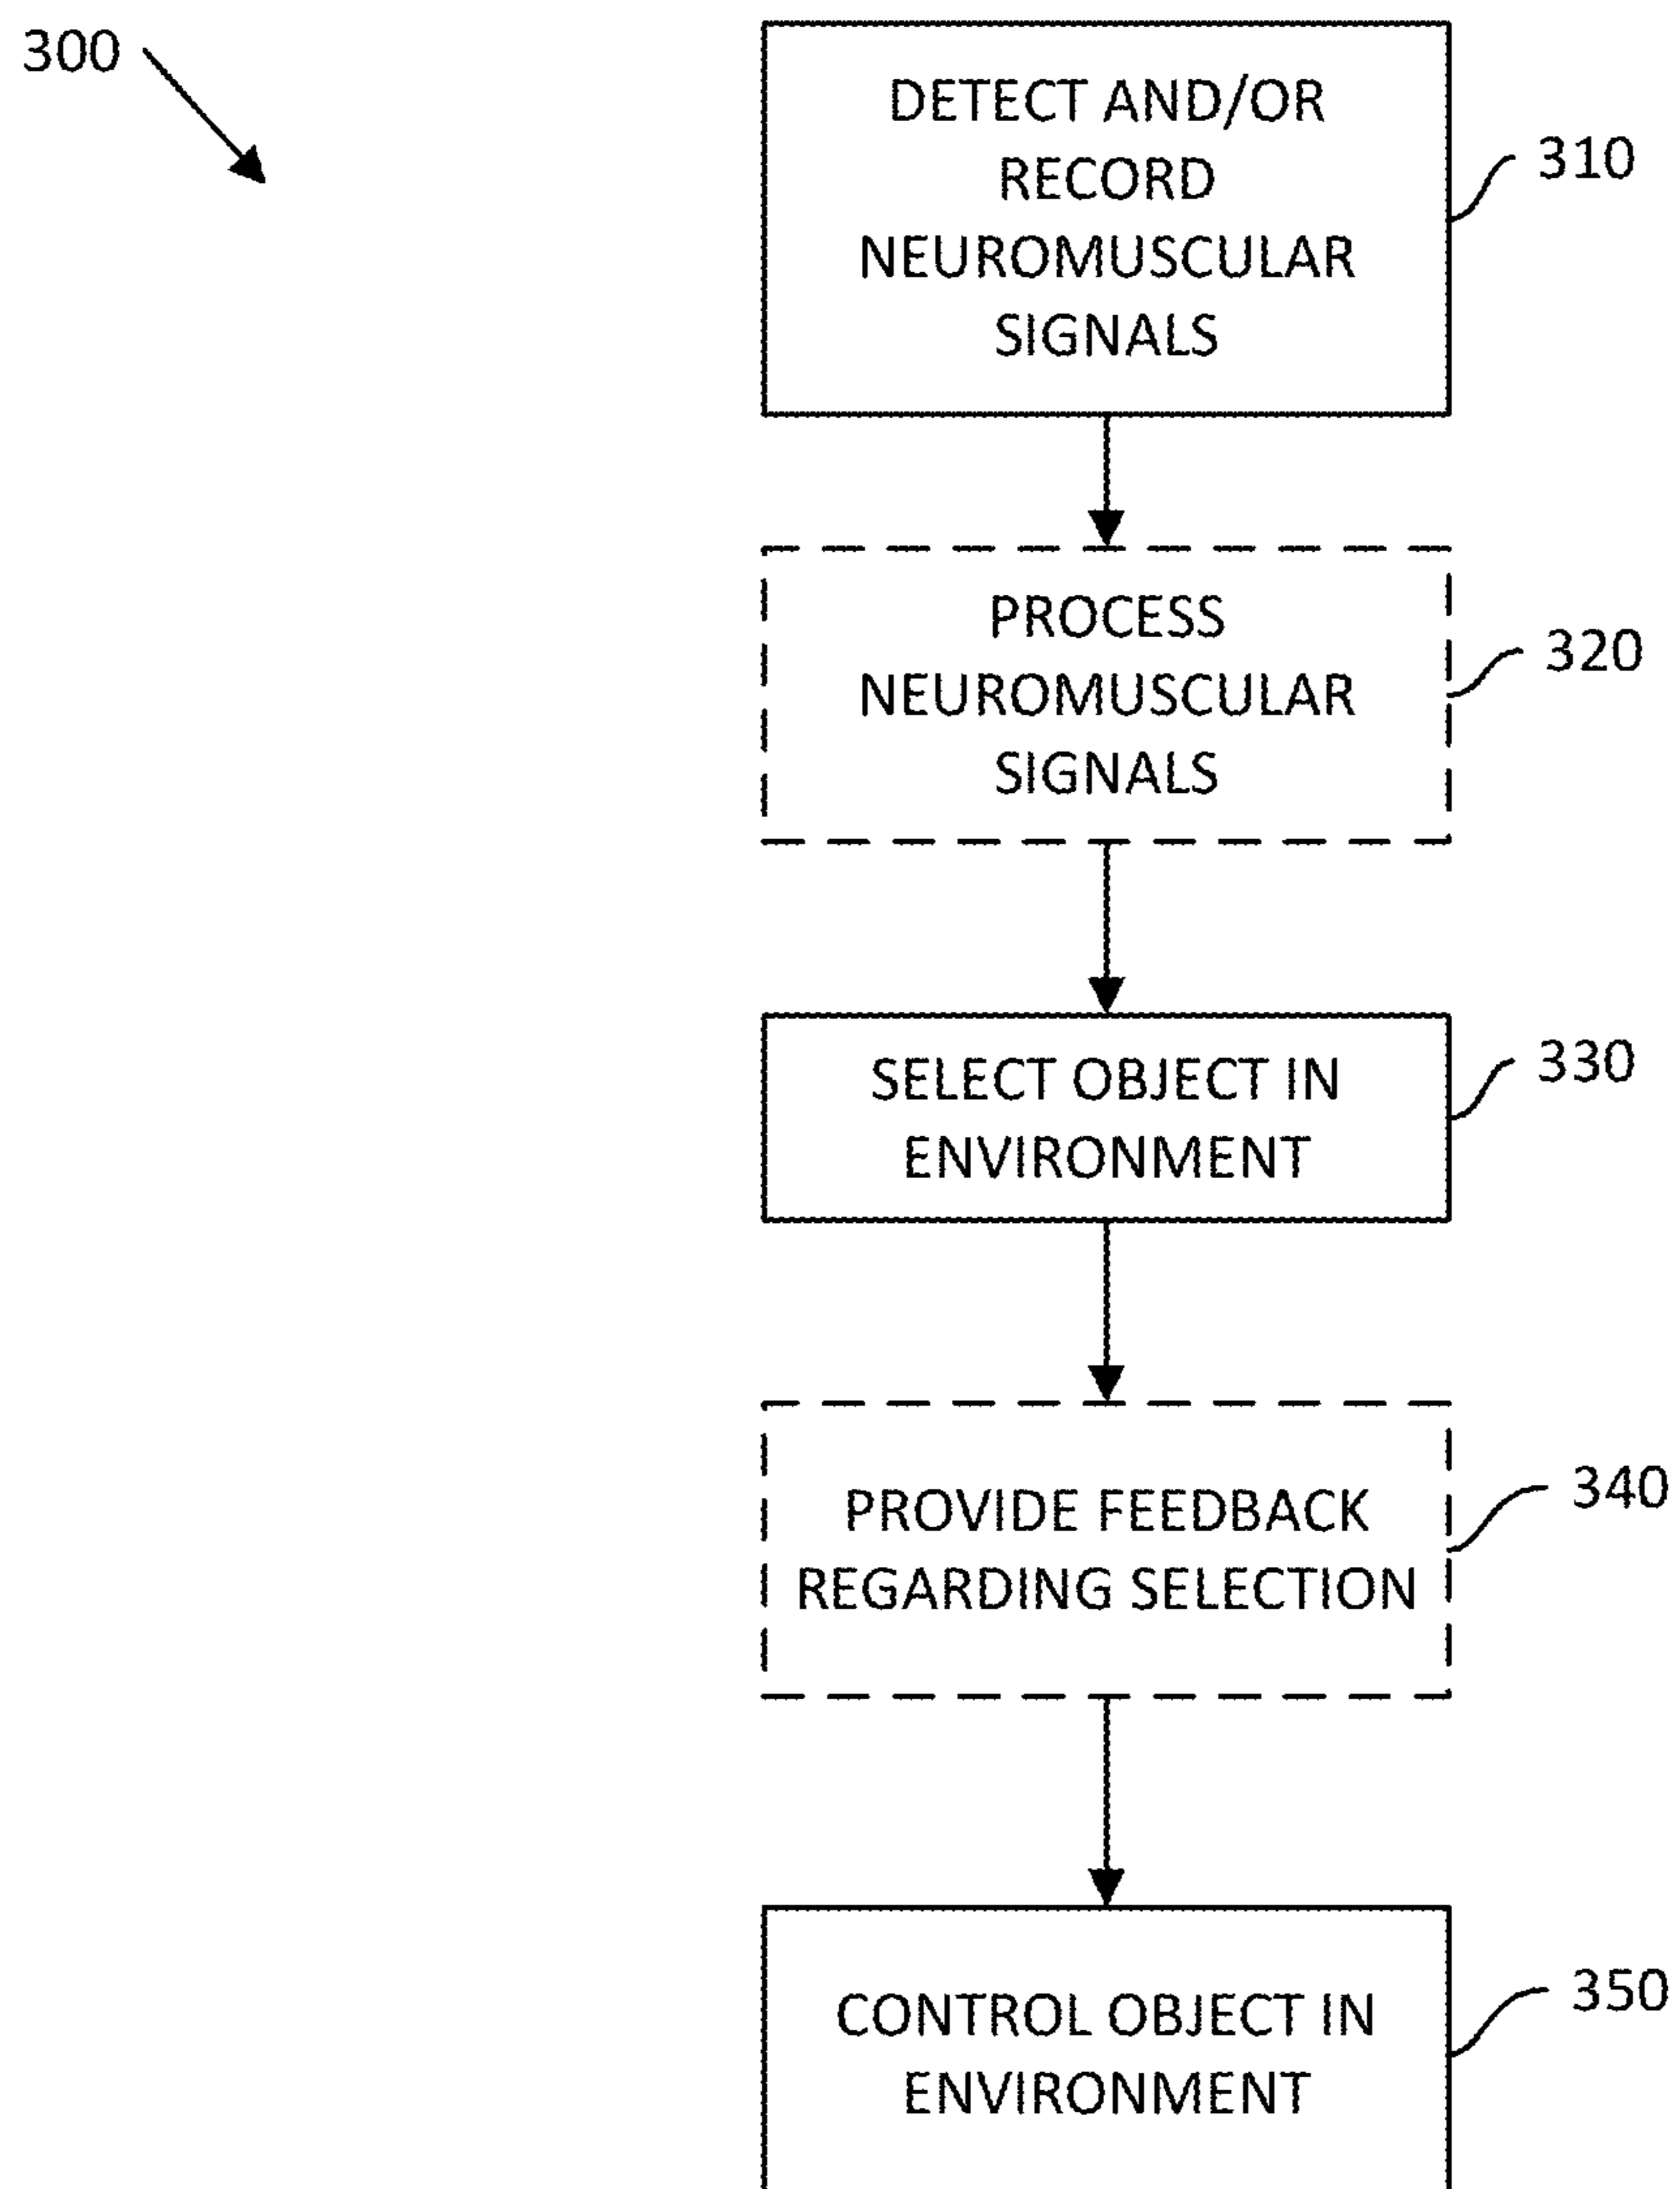 300
DETECT AND/OR
RECORD
NEUROMUSCULAR
SIGNALS
310
PROCESS
NEUROMUSCULAR
SIGNALS
320
SELECT OBJECT IN
ENVIRONMENT
330
PROVIDE FEEDBACK
REGARDING SELECTION
340
CONTROL OBJECT IN
ENVIRONMENT
350